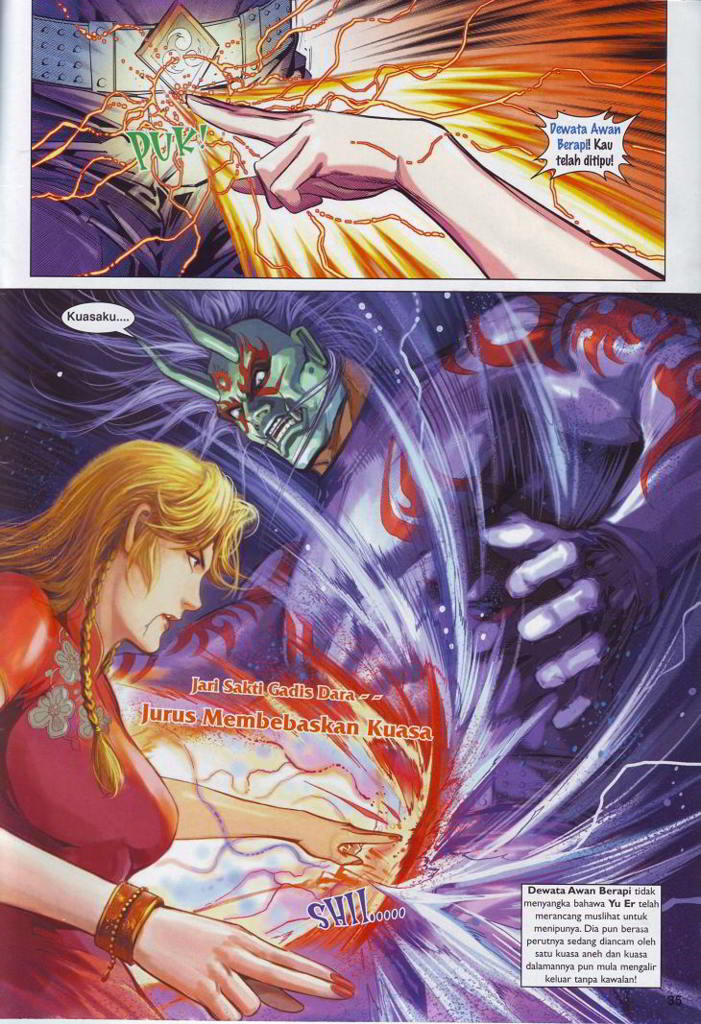 PUK!
Dewata Awan
Berapi! Kau
telah ditipu!
Kuasaku....
Jari Sakti Gadis Dara - -
Jurus Membebaskan Kuasa
SHII.....
Dewata Awan Berapi tidak
menyangka bahawa Yu Er telah
merancang muslihat untuk
menipunya. Dia pun berasa
perutnya sedang diancam oleh
satu kuasa aneh dan kuasa
dalamannya pun mula mengalir
keluar tanpa kawalan!
35